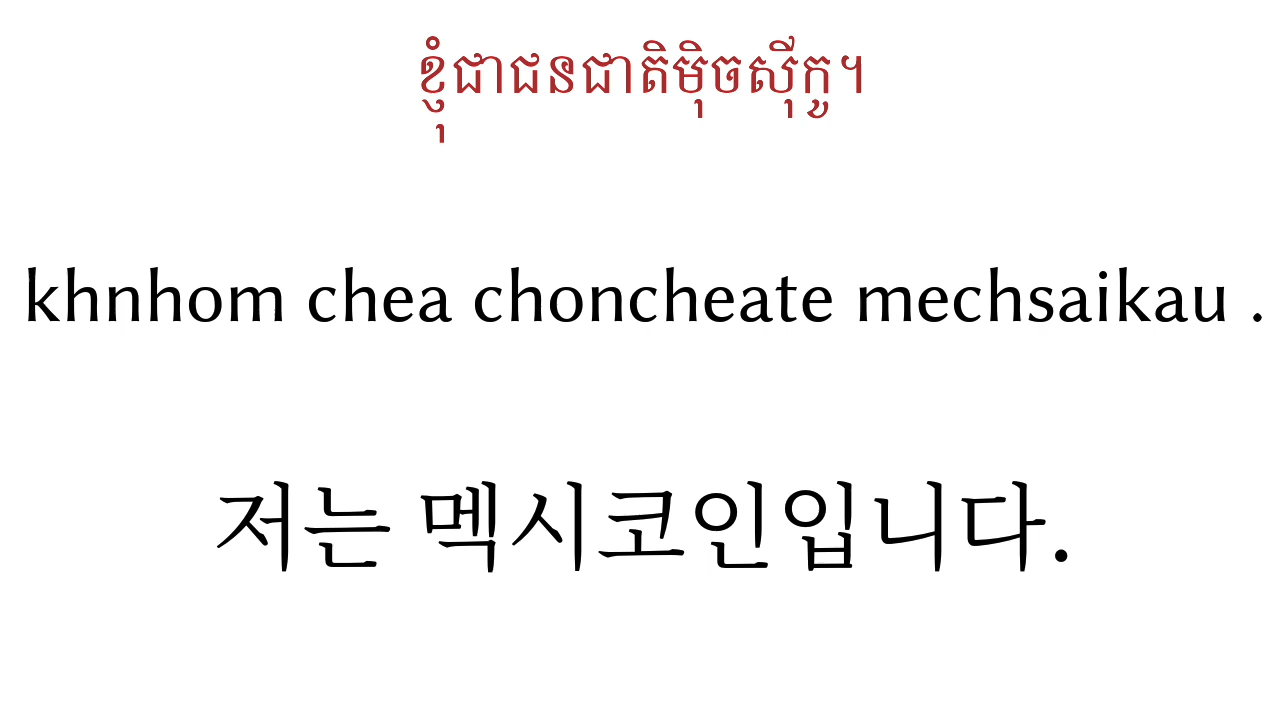 ខ្ញុំជាជនជាតិម៉ិចស៊ីកូ។
khnhom chea choncheate mechsaikau .
저는 멕시코인입니다.